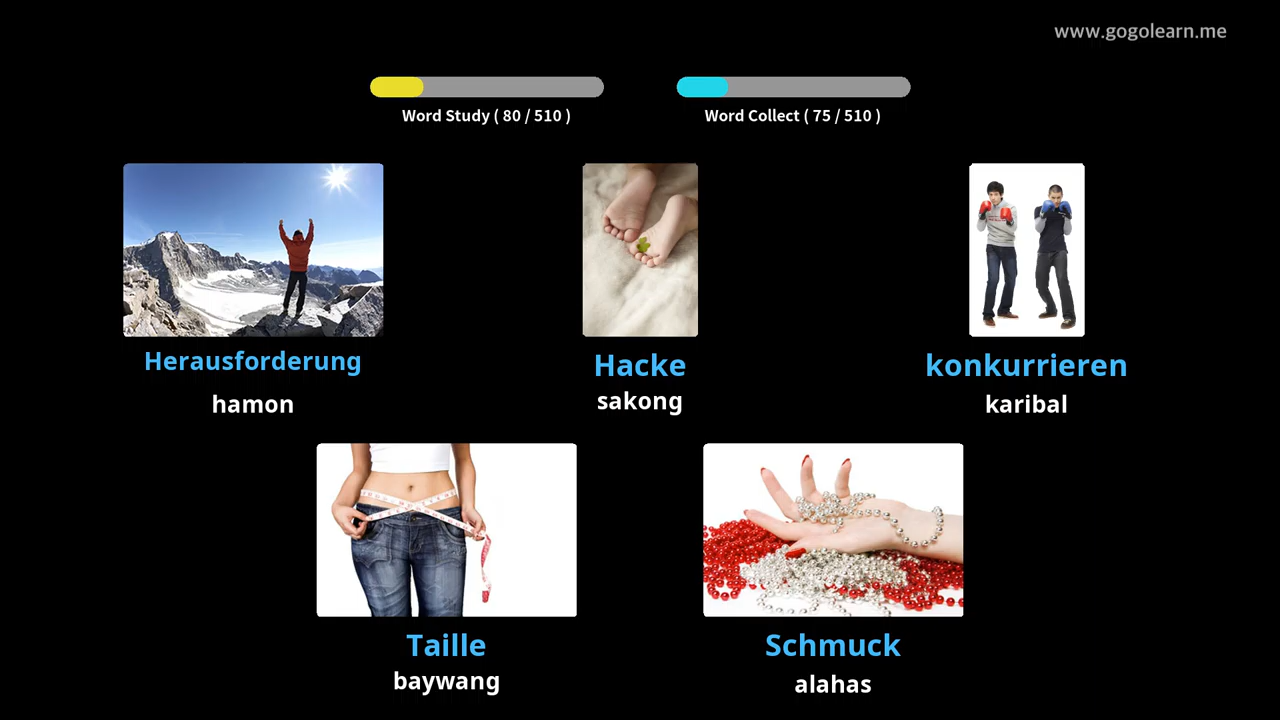 www.gogolearn.me
Word Study ( 80 / 510 )
Word Collect ( 75 / 510 )
Herausforderung
hamon
Hacke
sakong
konkurrieren
karibal
Taille
baywang
Schmuck
alahas